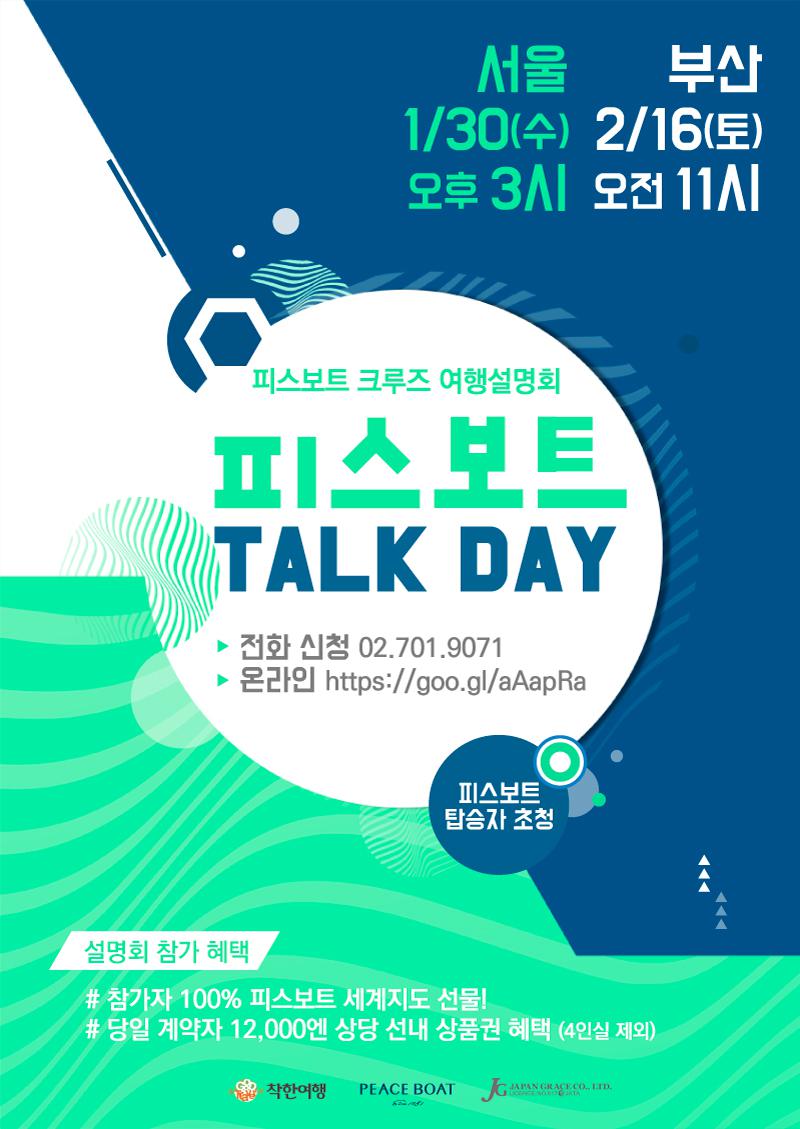 서울
1/30(수)
오후 3시
부산
2/16(토)
오전 11시
피스보트 크루즈 여행설명회
피스보트
TALK DAY
전화 신청 02.701.9071
온라인 https://goo.gl/aAapRa
피스보트
탑승자 초청
설명회 참가 혜택
# 참가자 100% 피스보트 세계지도 선물!
# 당일 계약자 12,000엔 상당 선내 상품권 혜택 (4인실 제외)
착한여행
PEACE BOAT
JG JAPAN GRACE CO., LTD.